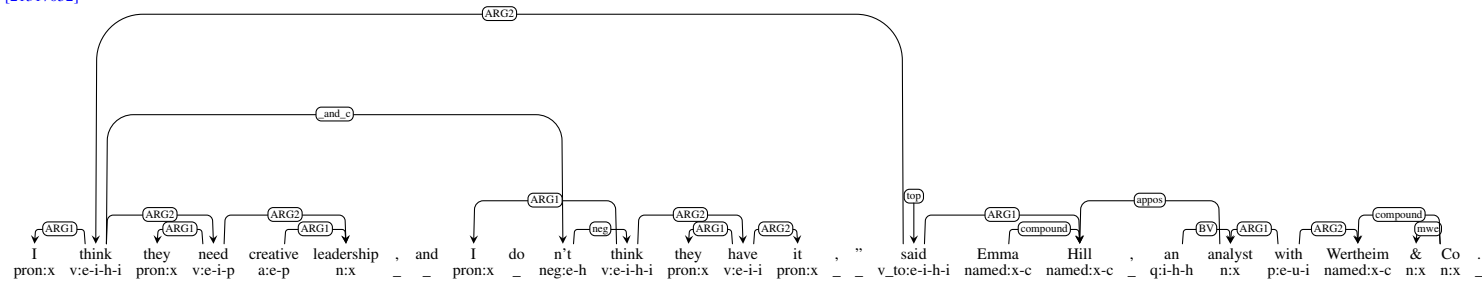 ARG2
_and_c
ARG1 top appos
ARG2 ARG2 ARG2 ARG1 compound
ARG1 ARG1 ARG1 neg ARG1 ARG2 compound BV ARG1 ARG2 mwe
I think they need creative leadership , and I do n't think they have it , ” said Emma Hill , an analyst with Wertheim & Co .
pron:x v:e-i-h-i pron:x v:e-i-p a:e-p n:x _ _ pron:x _ neg:e-h v:e-i-h-i pron:x v:e-i-i pron:x _ _ v_to:e-i-h-i named:x-c named:x-c _ q:i-h-h n:x p:e-u-i named:x-c n:x n:x _